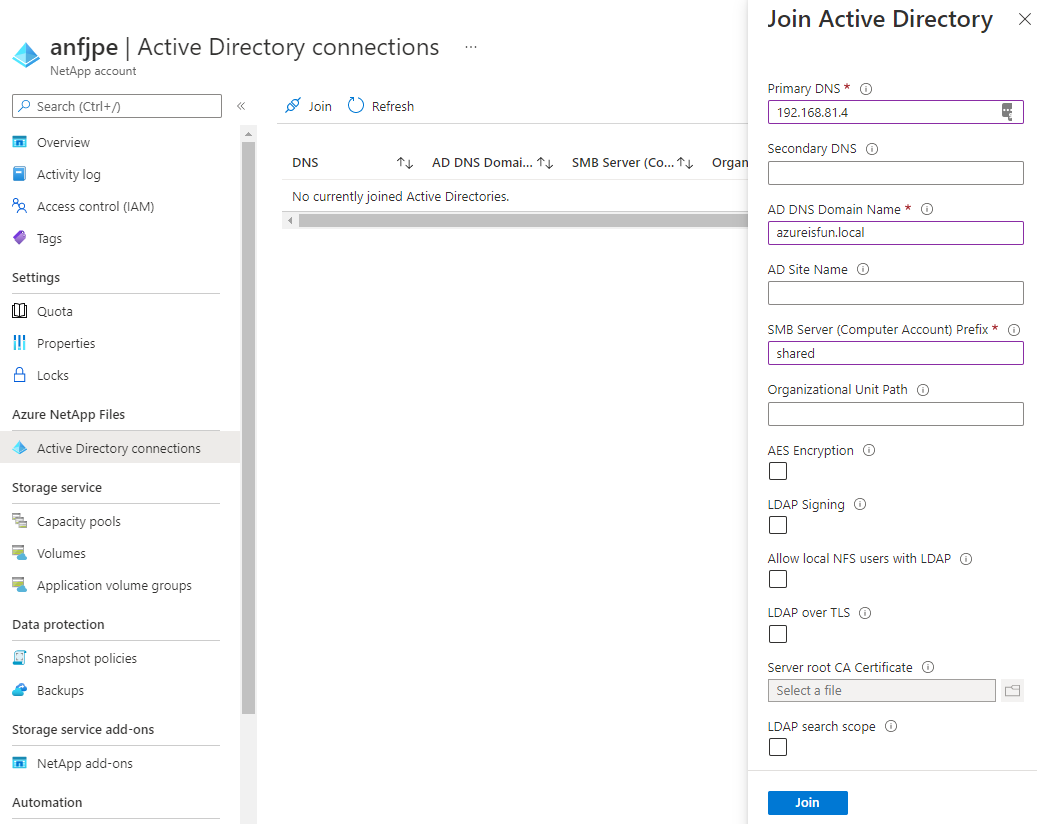 anfjpe | Active Directory connections ...
NetApp account
Search (Ctrl+/)
«
Overview
Activity log
Access control (IAM)
Tags
Settings
Quota
Properties
Locks
Azure NetApp Files
Active Directory connections
Storage service
Capacity pools
Volumes
Application volume groups
Data protection
Snapshot policies
Backups
Storage service add-ons
NetApp add-ons
Automation
Join Refresh
DNS AD DNS Domai... SMB Server (Co... Organ
No currently joined Active Directories.
Join Active Directory
Primary DNS *
192.168.81.4
Secondary DNS
AD DNS Domain Name *
azureisfun.local
AD Site Name
SMB Server (Computer Account) Prefix *
shared
Organizational Unit Path
AES Encryption
LDAP Signing
Allow local NFS users with LDAP
LDAP over TLS
Server root CA Certificate
Select a file
LDAP search scope
Join